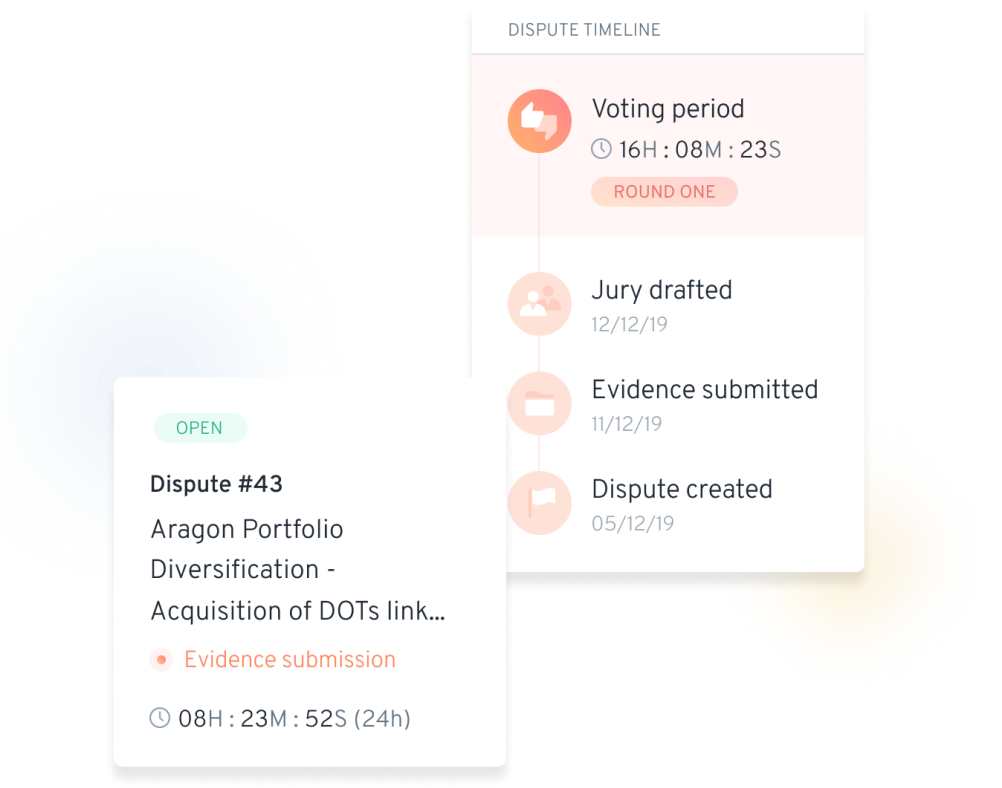 DISPUTE TIMELINE
Voting period
16H : 08M : 23S
ROUND ONE
Jury drafted
12/12/19
Evidence submitted
11/12/19
Dispute created
05/12/19
OPEN
Dispute #43
Aragon Portfolio
Diversification -
Acquisition of DOTs link...
Evidence submission
08H : 23M : 52S (24h)